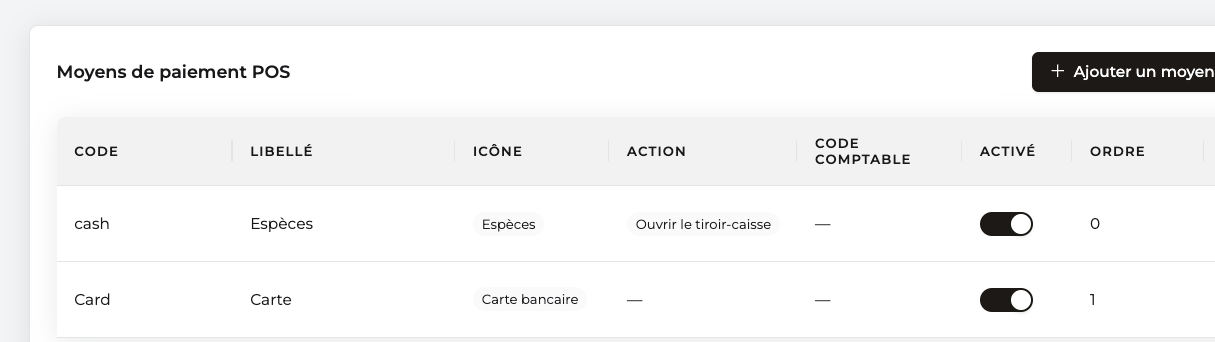 Moyens de paiement POS
+ Ajouter un moyen
CODE LIBELLÉ ICÔNE ACTION CODE COMPTABLE ACTIVÉ ORDRE
cash Espèces Espèces Ouvrir le tiroir-caisse — 0
Card Carte Carte bancaire — — 1